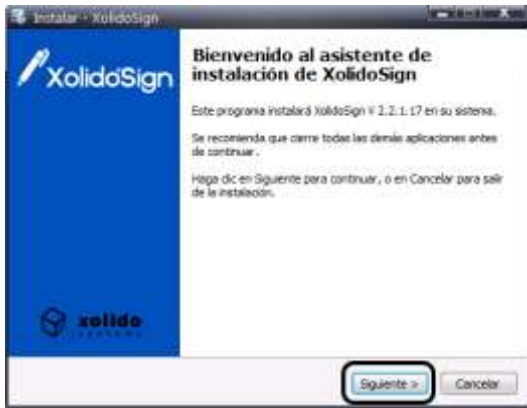 Instalar - XolidoSign
XolidoSign
Bienvenido al asistente de
instalación de XolidoSign
Este programa instalará XolidoSign V 2.2.1.17 en su sistema.
Se recomienda que cierre todas las demás aplicaciones antes
de continuar.
Haga clic en Siguiente para continuar, o en Cancelar para salir
de la instalación.
xolido
Siguiente >
Cancelar